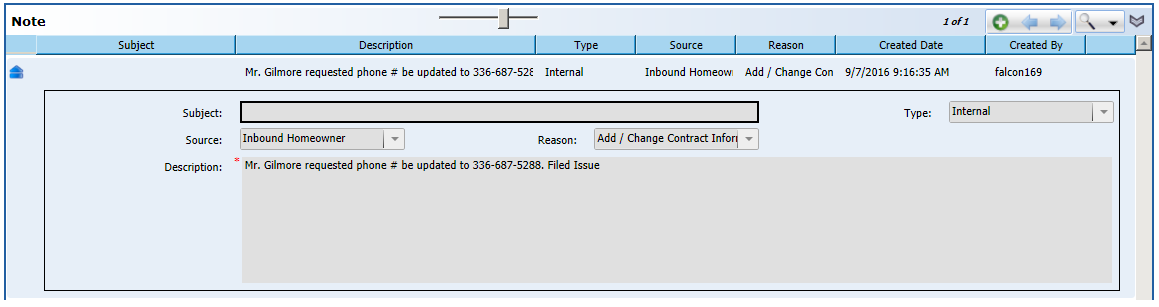 Note 1 of 1
Subject Description Type Source Reason Created Date Created By
Mr. Gilmore requested phone # be updated to 336-687-528 Internal Inbound Homeown Add / Change Con 9/7/2016 9:16:35 AM falcon169
Subject: Type: Internal
Source: Inbound Homeowner Reason: Add / Change Contract Inforr
Description: * Mr. Gilmore requested phone # be updated to 336-687-5288. Filed Issue